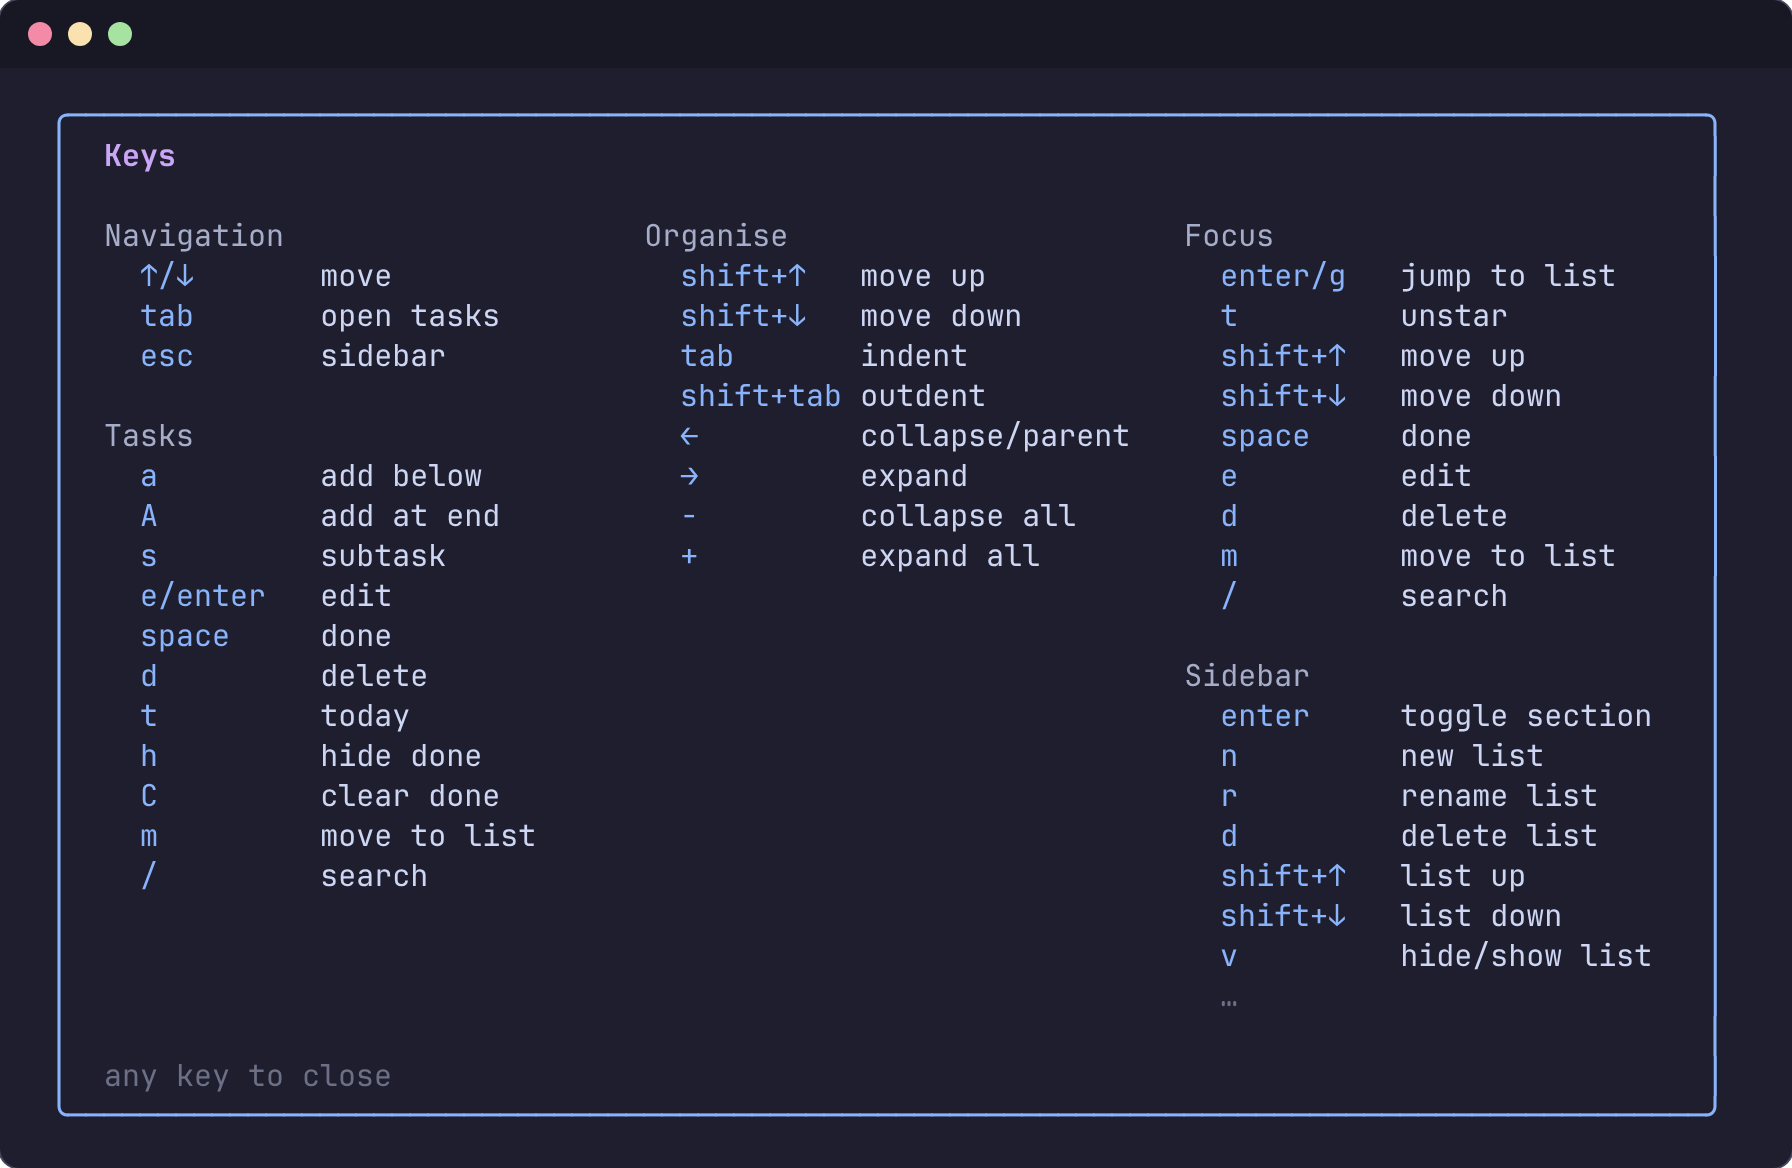 Keys
Navigation
↑/↓ move
tab open tasks
esc sidebar
Tasks
a add below
A add at end
s subtask
e/enter edit
space done
d delete
t today
h hide done
C clear done
m move to list
/ search
Organise
shift+↑ move up
shift+↓ move down
tab indent
shift+tab outdent
← collapse/parent
→ expand
- collapse all
+ expand all
Focus
enter/g jump to list
t unstar
shift+↑ move up
shift+↓ move down
space done
e edit
d delete
m move to list
/ search
Sidebar
enter toggle section
n new list
r rename list
d delete list
shift+↑ list up
shift+↓ list down
v hide/show list
…
any key to close